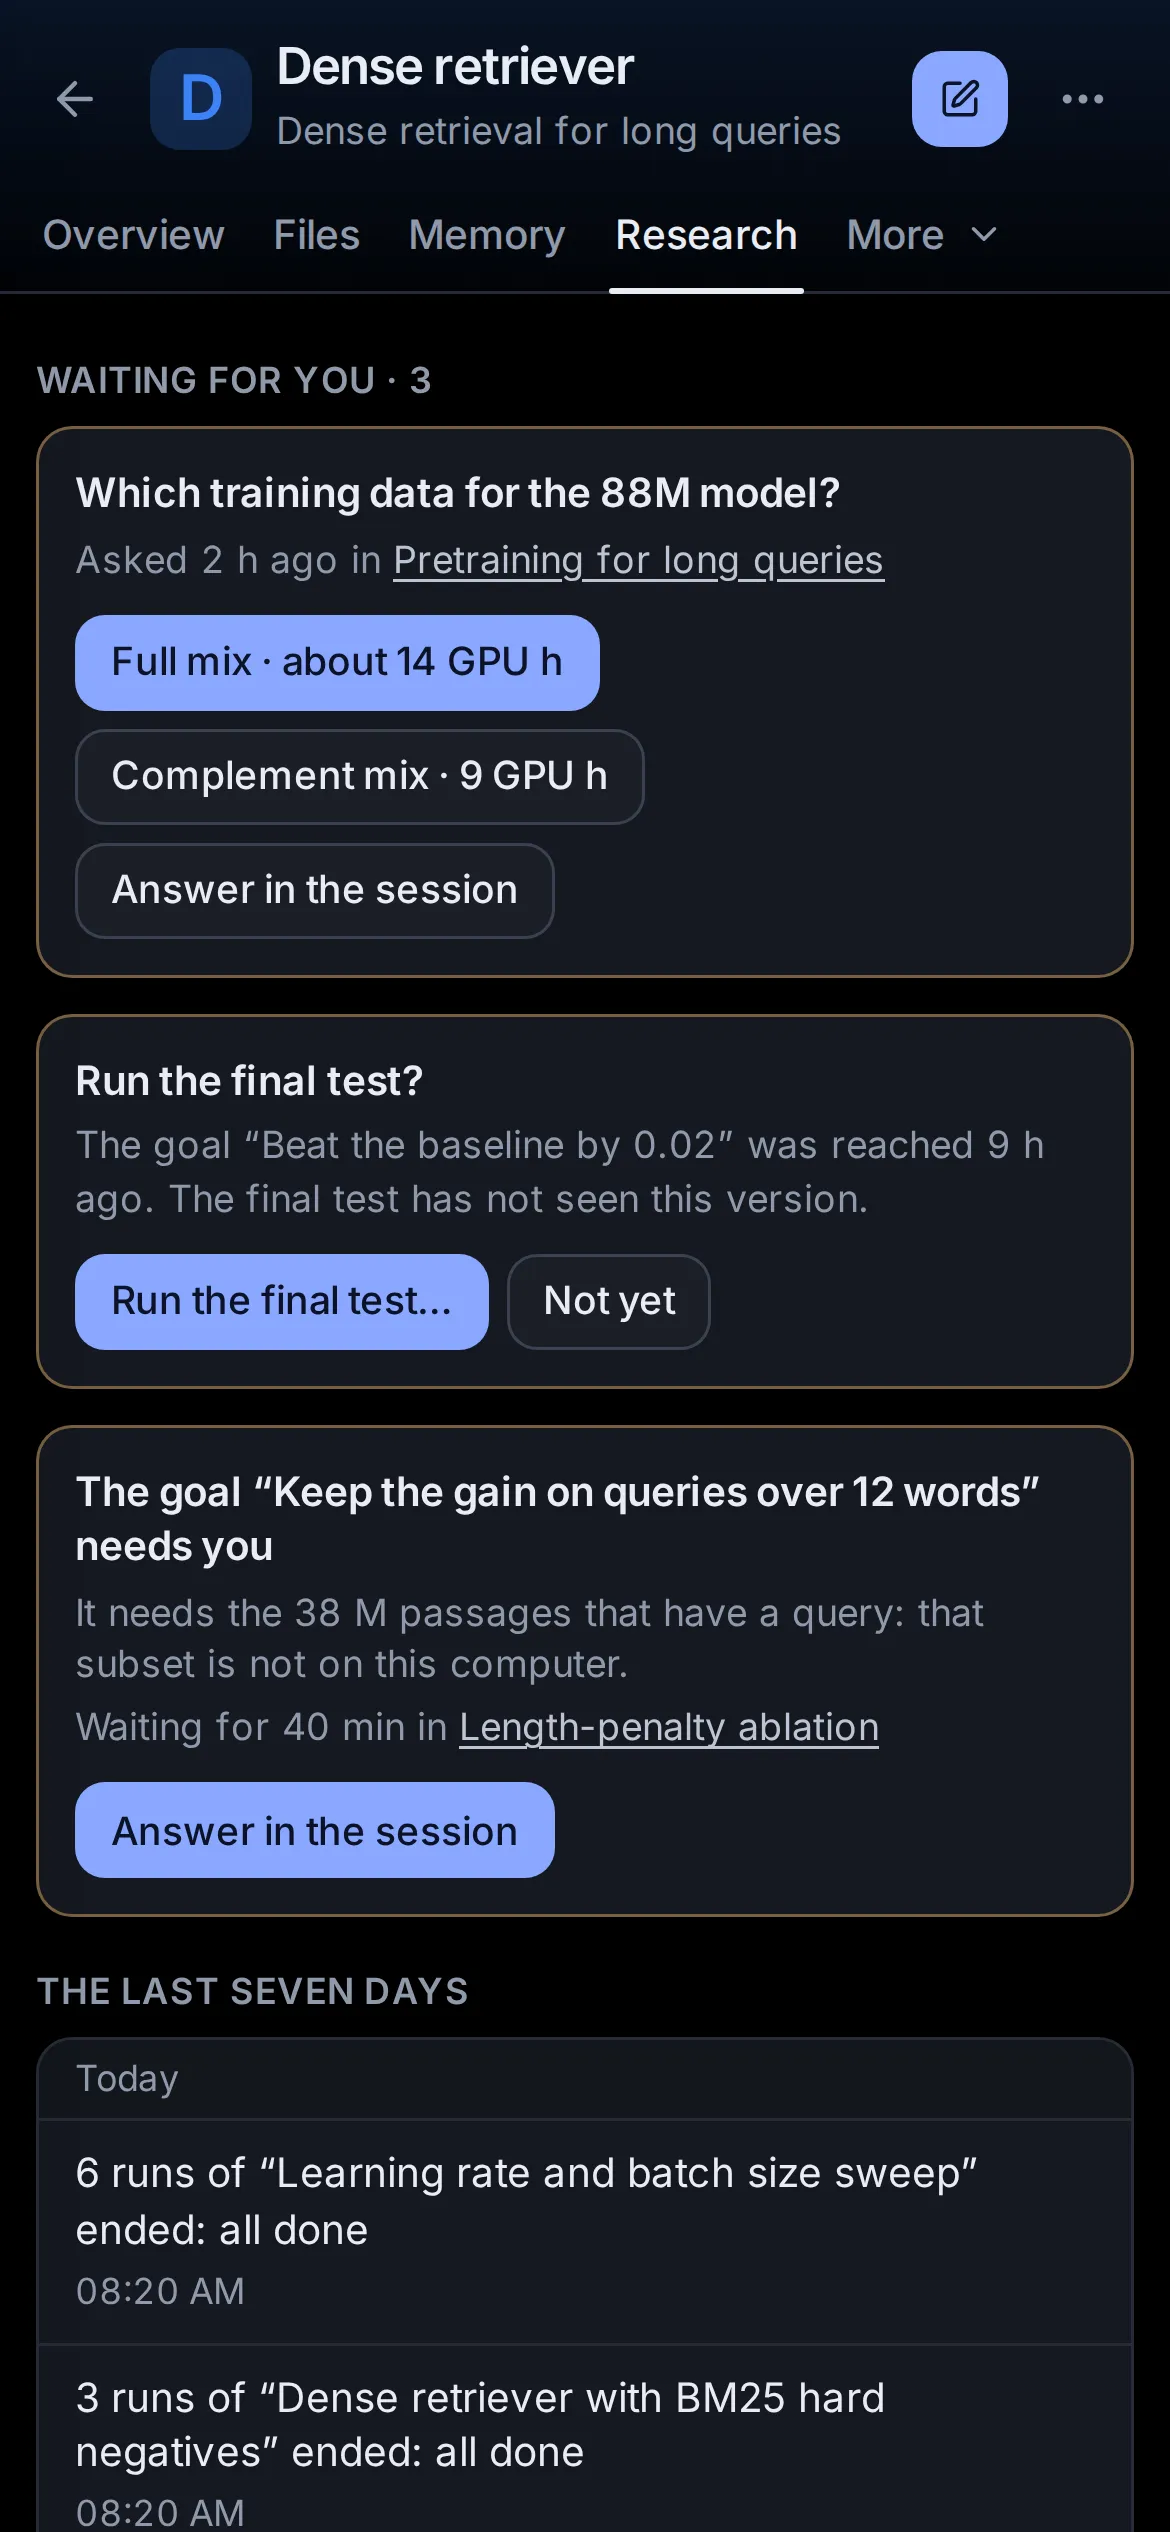 D
Dense retriever
Dense retrieval for long queries
Overview Files Memory Research More
WAITING FOR YOU · 3
Which training data for the 88M model?
Asked 2 h ago in Pretraining for long queries
Full mix · about 14 GPU h
Complement mix · 9 GPU h
Answer in the session
Run the final test?
The goal “Beat the baseline by 0.02” was reached 9 h
ago. The final test has not seen this version.
Run the final test… Not yet
The goal “Keep the gain on queries over 12 words”
needs you
It needs the 38 M passages that have a query: that
subset is not on this computer.
Waiting for 40 min in Length-penalty ablation
Answer in the session
THE LAST SEVEN DAYS
Today
6 runs of “Learning rate and batch size sweep”
ended: all done
08:20 AM
3 runs of “Dense retriever with BM25 hard
negatives” ended: all done
08:20 AM